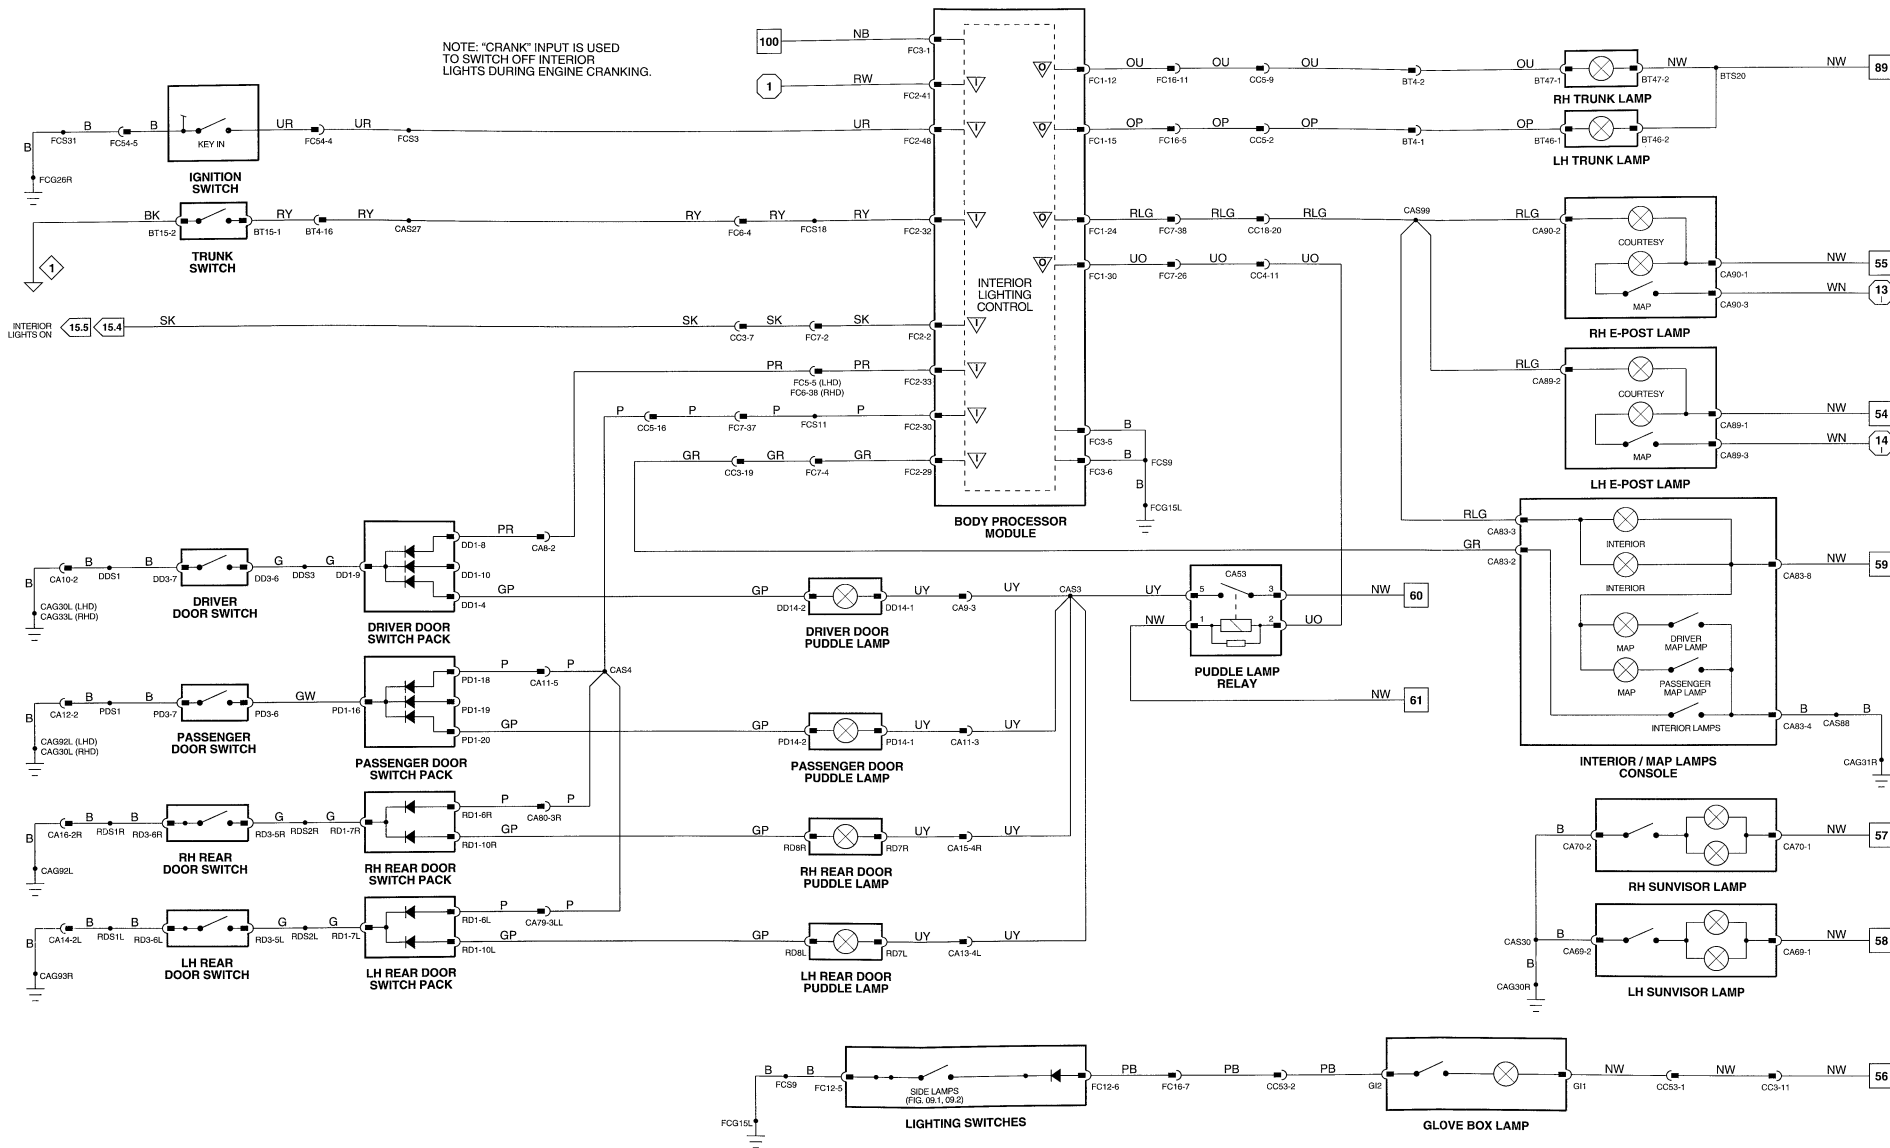 NOTE: “CRANK” INPUT IS USED
TO SWITCH OFF INTERIOR
LIGHTS DURING ENGINE CRANKING.
100 NB FC3-1
1 RW FC2-41
B FCS31 B FC54-5 B KEY IN UR FC54-4 UR FCS3 UR FC2-48
FCG26R
IGNITION
SWITCH
BK BT15-2 BT15-1 RY BT4-16 RY CAS27 RY FC6-4 RY FCS18 RY FC2-32
1
TRUNK
SWITCH
INTERIOR
LIGHTS ON
15.5 15.4 SK SK CC3-7 SK FC7-2 SK FC2-2
PR FC5-5 (LHD)
FC6-38 (RHD)
PR FC2-33
P CC5-16 P FC7-37 P FCS11 P FC2-30
GR CC3-19 GR FC7-4 GR FC2-29
I I I I I I I
O O O O
INTERIOR
LIGHTING
CONTROL
BODY PROCESSOR
MODULE
FC1-12 OU FC16-11 OU CC5-9 OU BT4-2 OU BT47-1 BT47-2 NW BTS20 NW 89
RH TRUNK LAMP
FC1-15 OP FC16-5 OP CC5-2 OP BT4-1 OP BT46-1 BT46-2
LH TRUNK LAMP
FC1-24 RLG FC7-38 RLG CC18-20 RLG CAS99 RLG CA90-2
FC1-30 UO FC7-26 UO CC4-11 UO
COURTESY
MAP
CA90-1 NW 55
CA90-3 WN 13
I
RH E-POST LAMP
RLG CA89-2
COURTESY
MAP
CA89-1 NW 54
CA89-3 WN 14
I
LH E-POST LAMP
FC3-5 B
FC3-6 B FCS9
B
FCG15L
RLG CA83-3
GR CA83-2
INTERIOR
INTERIOR
MAP
DRIVER
MAP LAMP
MAP
PASSENGER
MAP LAMP
INTERIOR LAMPS
CA83-8 NW 59
CA83-4 B CAS88 B
CAG31R
INTERIOR / MAP LAMPS
CONSOLE
B CA10-2 B DDS1 B DD3-7 DD3-6 G DDS3 G DD1-9
CAG30L (LHD)
CAG33L (RHD)
DRIVER
DOOR SWITCH
DD1-8 PR CA8-2
DD1-10
DD1-4 GP
DRIVER DOOR
SWITCH PACK
GP DD14-2 DD14-1 UY CA9-3 UY CAS3 UY
DRIVER DOOR
PUDDLE LAMP
CA53
5 3 NW 60
NW 1 2 UO
NW 61
PUDDLE LAMP
RELAY
B CA12-2 B PDS1 B PD3-7 PD3-6 GW PD1-16
CAG92L (LHD)
CAG30L (RHD)
PASSENGER
DOOR SWITCH
PD1-18 P CA11-5 P CAS4
PD1-19
PD1-20 GP
PASSENGER DOOR
SWITCH PACK
GP PD14-2 PD14-1 UY CA11-3 UY
PASSENGER DOOR
PUDDLE LAMP
B CA16-2R B RDS1R B RD3-6R RD3-5R G RDS2R G RD1-7R
CAG92L
RH REAR
DOOR SWITCH
RD1-6R P CA80-3R P
RD1-10R GP
RH REAR DOOR
SWITCH PACK
GP RD8R RD7R UY CA15-4R UY
RH REAR DOOR
PUDDLE LAMP
B CA14-2L B RDS1L B RD3-6L RD3-5L G RDS2L G RD1-7L
CAG93R
LH REAR
DOOR SWITCH
RD1-6L P CA79-3LL P
RD1-10L GP
LH REAR DOOR
SWITCH PACK
GP RD8L RD7L UY CA13-4L UY
LH REAR DOOR
PUDDLE LAMP
B CA70-2 CA70-1 NW 57
RH SUNVISOR LAMP
CAS30 B CA69-2 CA69-1 NW 58
B
CAG30R
LH SUNVISOR LAMP
B FCS9 B FC12-5
FCG15L
SIDE LAMPS
(FIG. 09.1, 09.2)
LIGHTING SWITCHES
FC12-6 PB FC16-7 PB CC53-2 PB GI2
GLOVE BOX LAMP
GI1 NW CC53-1 NW CC3-11 NW 56